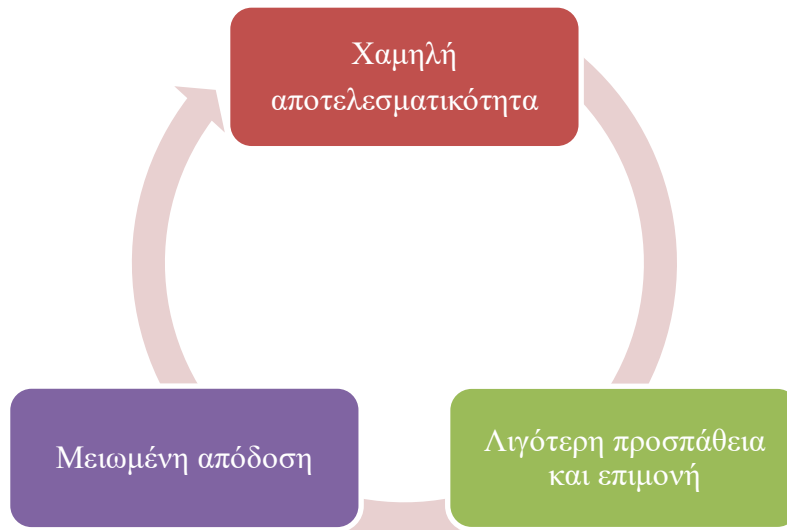 Χαμηλή
αποτελεσματικότητα
Λιγότερη προσπάθεια
και επιμονή
Μειωμένη απόδοση